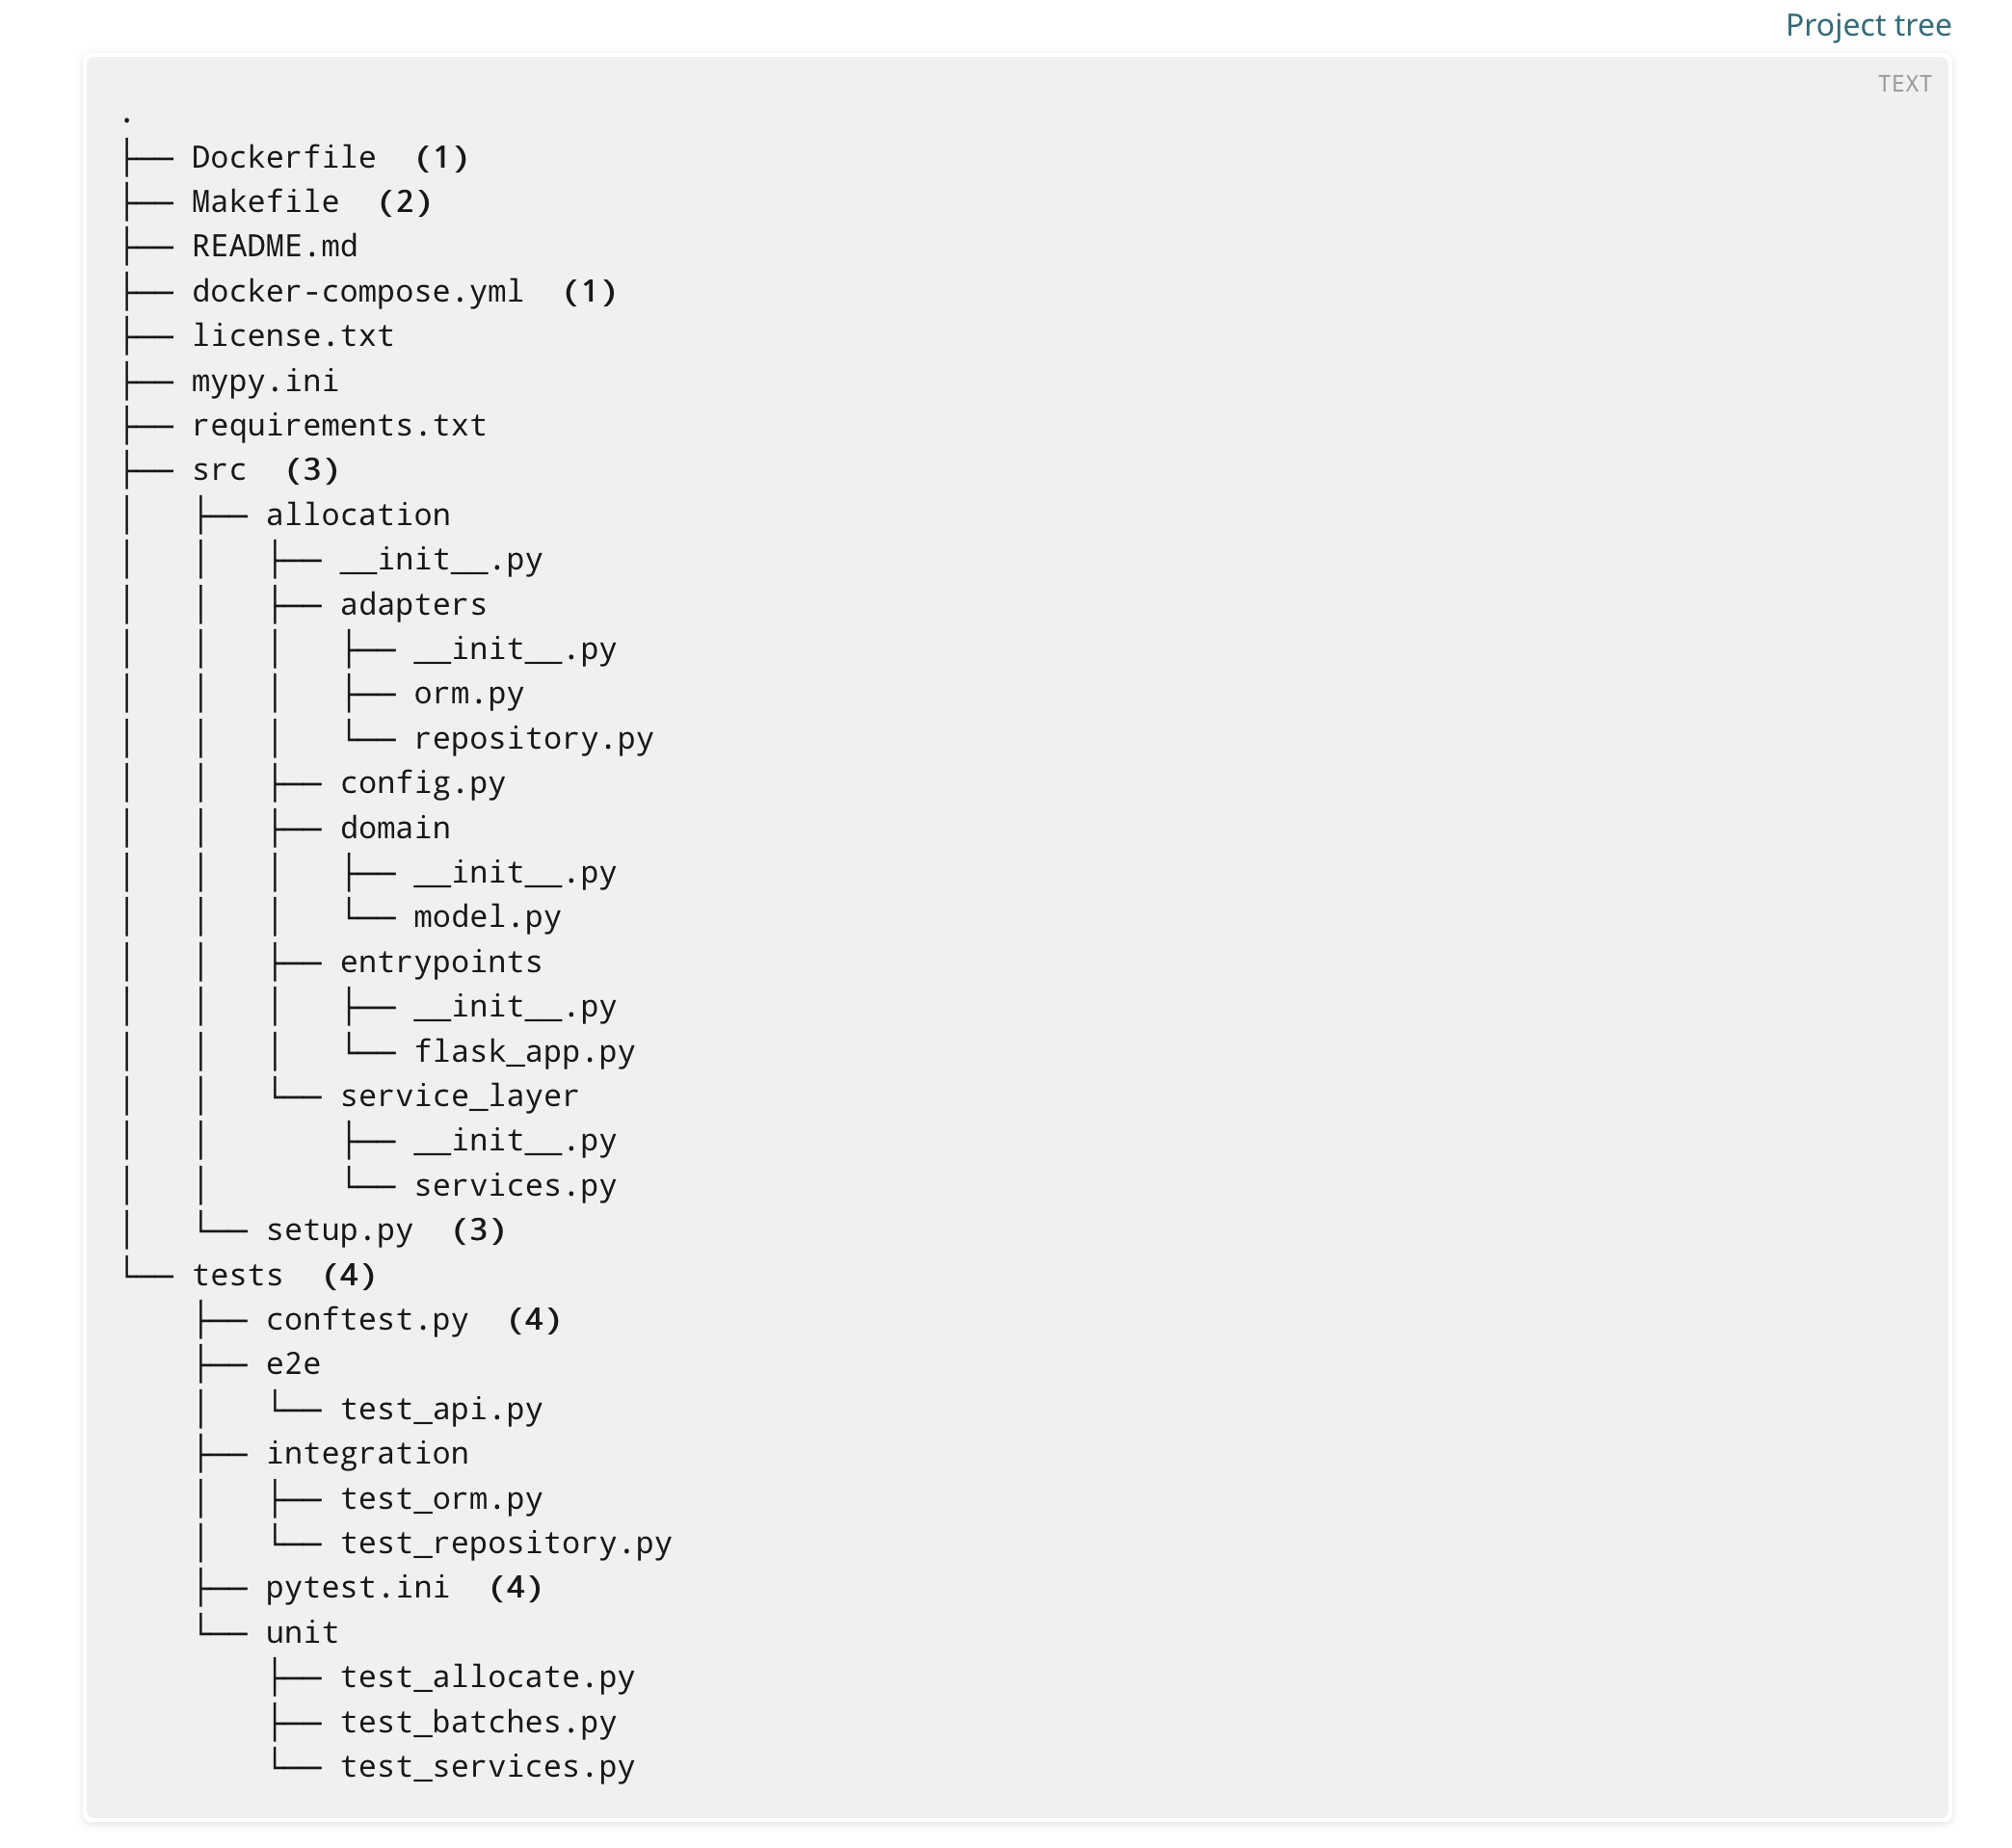 Project tree
TEXT
.
├── Dockerfile  (1)
├── Makefile  (2)
├── README.md
├── docker-compose.yml  (1)
├── license.txt
├── mypy.ini
├── requirements.txt
├── src  (3)
│   ├── allocation
│   │   ├── __init__.py
│   │   ├── adapters
│   │   │   ├── __init__.py
│   │   │   ├── orm.py
│   │   │   └── repository.py
│   │   ├── config.py
│   │   ├── domain
│   │   │   ├── __init__.py
│   │   │   └── model.py
│   │   ├── entrypoints
│   │   │   ├── __init__.py
│   │   │   └── flask_app.py
│   │   └── service_layer
│   │       ├── __init__.py
│   │       └── services.py
│   └── setup.py  (3)
└── tests  (4)
    ├── conftest.py  (4)
    ├── e2e
    │   └── test_api.py
    ├── integration
    │   ├── test_orm.py
    │   └── test_repository.py
    ├── pytest.ini  (4)
    └── unit
        ├── test_allocate.py
        ├── test_batches.py
        └── test_services.py